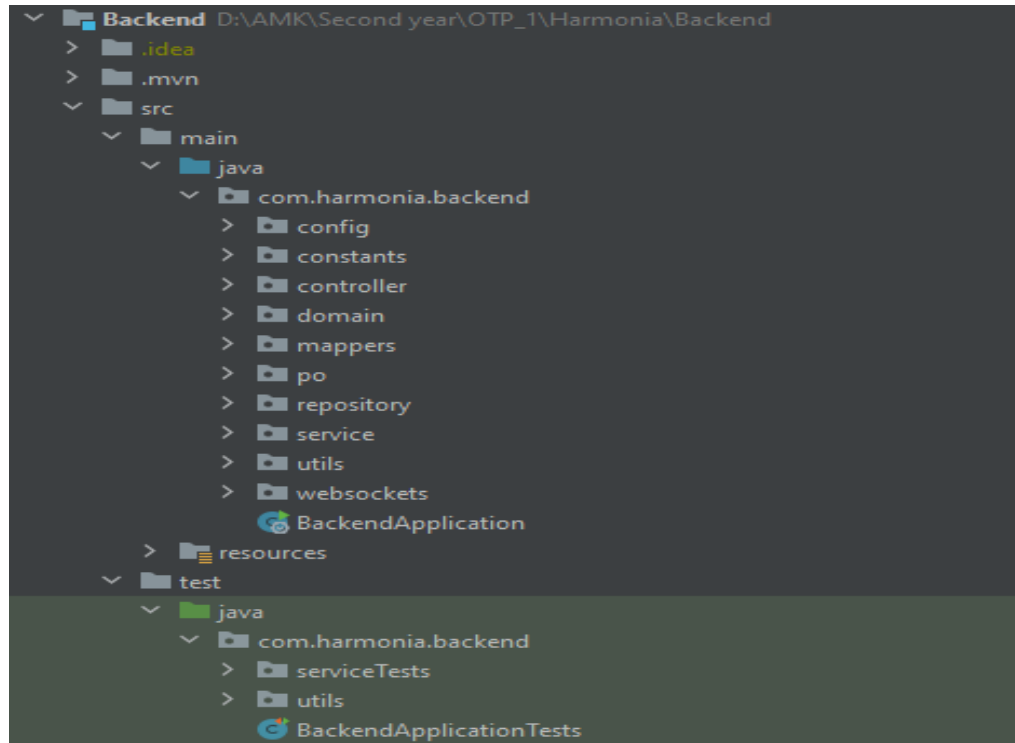 Backend D:\AMK\Second year\OTP_1\Harmonia\Backend
.idea
.mvn
src
main
java
com.harmonia.backend
config
constants
controller
domain
mappers
po
repository
service
utils
websockets
BackendApplication
resources
test
java
com.harmonia.backend
serviceTests
utils
BackendApplicationTests